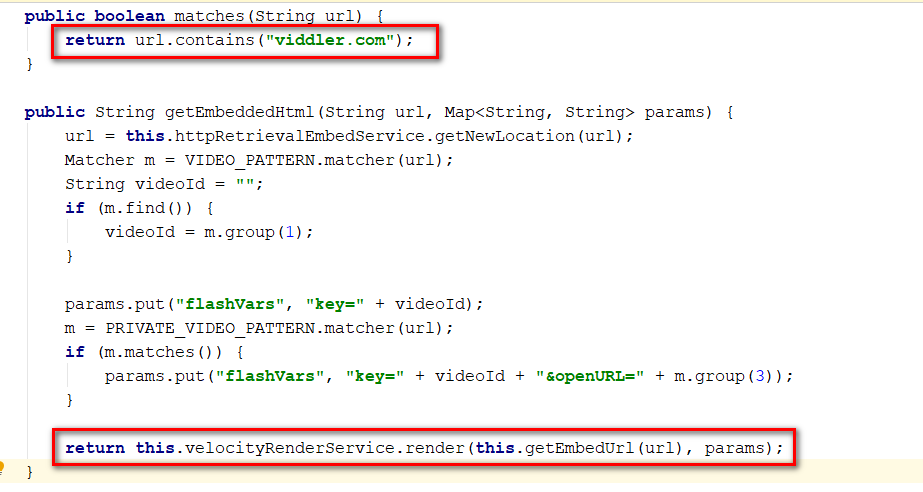 public boolean matches(String url) {
return url.contains("viddler.com");
}
public String getEmbeddedHtml(String url, Map<String, String> params) {
url = this.httpRetrievalEmbedService.getNewLocation(url);
Matcher m = VIDEO_PATTERN.matcher(url);
String videoId = "";
if (m.find()) {
videoId = m.group(1);
}
params.put("flashVars", "key=" + videoId);
m = PRIVATE_VIDEO_PATTERN.matcher(url);
if (m.matches()) {
params.put("flashVars", "key=" + videoId + "&openURL=" + m.group(3));
}
return this.velocityRenderService.render(this.getEmbedUrl(url), params);
}